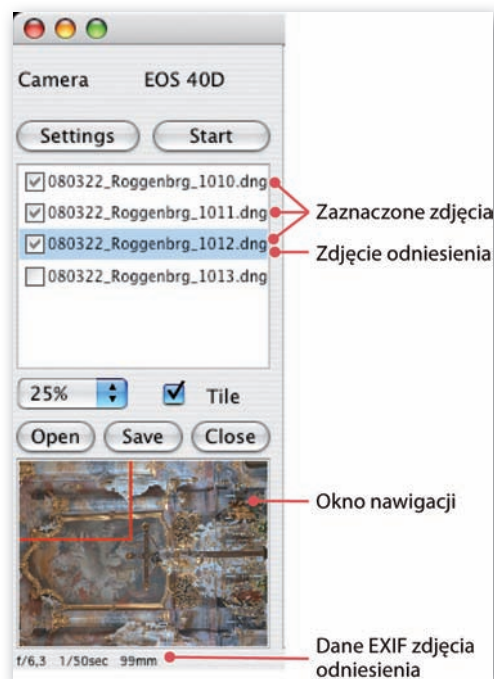 Camera EOS 40D
Settings Start
080322_Roggenbrg_1010.dng
080322_Roggenbrg_1011.dng
Zaznaczone zdjęcia
080322_Roggenbrg_1012.dng
Zdjęcie odniesienia
080322_Roggenbrg_1013.dng
25% Tile
Open Save Close
Okno nawigacji
Dane EXIF zdjęcia
odniesienia
f/6,3 1/50sec 99mm